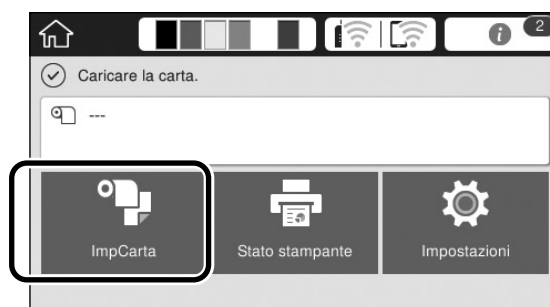 2
Caricare la carta.
---
ImpCarta
Stato stampante
Impostazioni